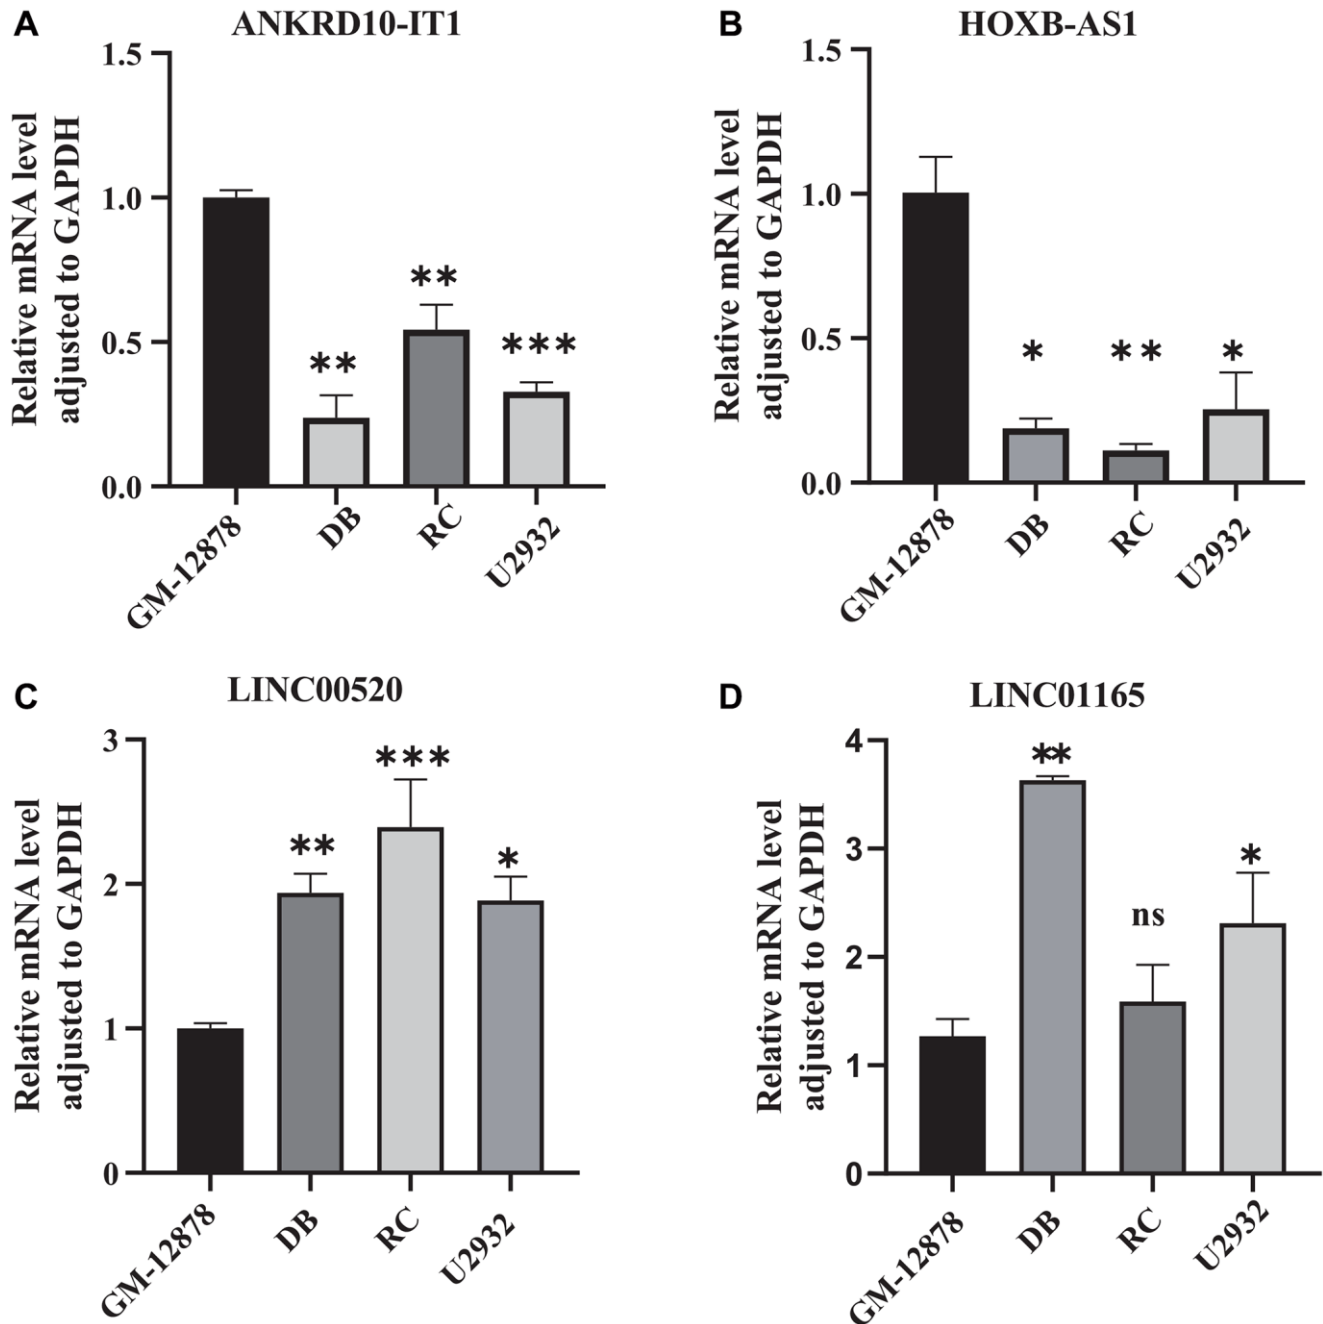 A
ANKRD10-IT1
Relative mRNA level
adjusted to GAPDH
1.5
1.0
0.5
0.0
**
**
***
GM-12878
DB
RC
U2932
B
HOXB-AS1
Relative mRNA level
adjusted to GAPDH
1.5
1.0
0.5
0.0
*
**
*
GM-12878
DB
RC
U2932
C
LINC00520
Relative mRNA level
adjusted to GAPDH
3
2
1
0
**
***
*
GM-12878
DB
RC
U2932
D
LINC01165
Relative mRNA level
adjusted to GAPDH
4
3
2
1
0
**
ns
*
GM-12878
DB
RC
U2932